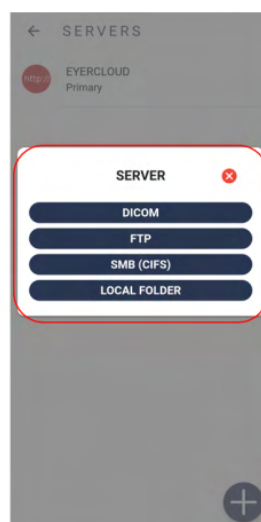 SERVERS
http://
EYERCLOUD
Primary
SERVER
DICOM
FTP
SMB (CIFS)
LOCAL FOLDER